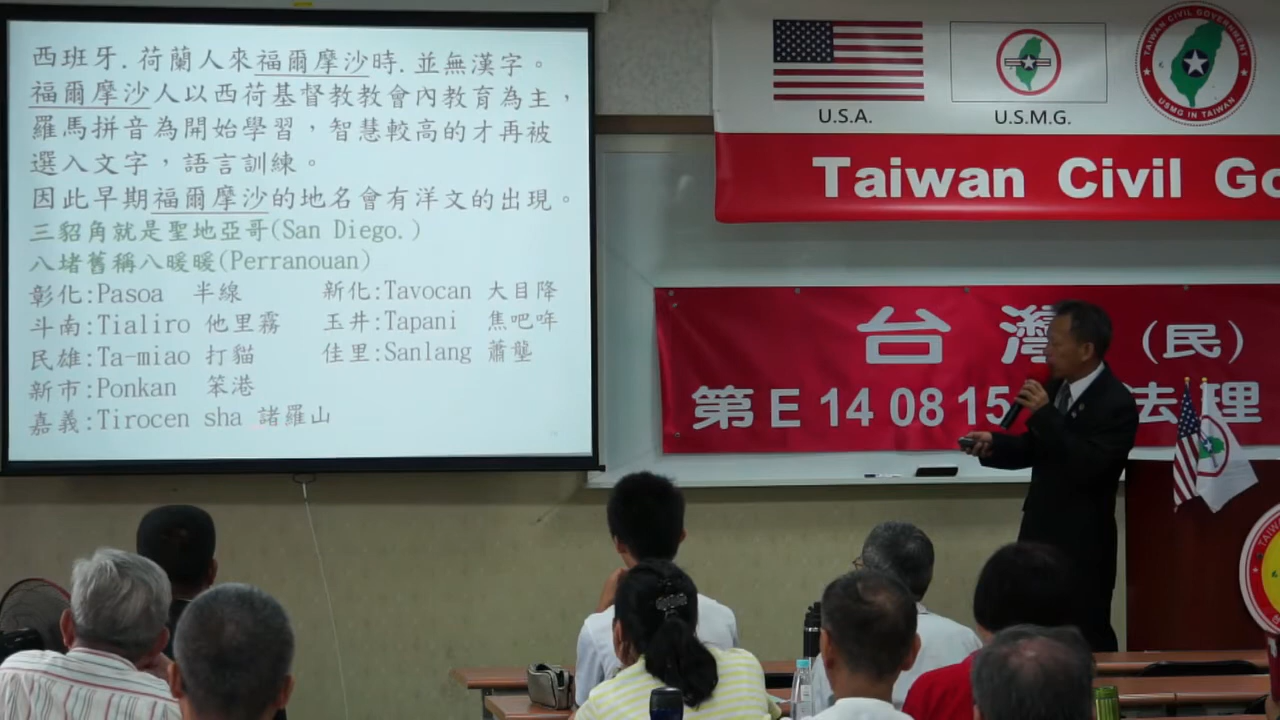 西班牙.荷蘭人來福爾摩沙時.並無漢字。
福爾摩沙人以西荷基督教教會內教育為主，
羅馬拼音為開始學習，智慧較高的才再被
選入文字，語言訓練。
因此早期福爾摩沙的地名會有洋文的出現。
三貂角就是聖地亞哥(San Diego.)
八堵舊稱八暖暖(Perranouan)
彰化:Pasoa 半線 新化:Tavocan 大目降
斗南:Tialiro 他里霧 玉井:Tapani 焦吧哖
民雄:Ta-miao 打貓 佳里:Sanlang 蕭壟
新市:Ponkan 笨港
嘉義:Tirocen sha 諸羅山
U.S.A.
U.S.M.G.
TAIWAN CIVIL GOVERNMENT
USMG IN TAIWAN
Taiwan Civil Go
台灣(民)
第E 14 08 15 法理